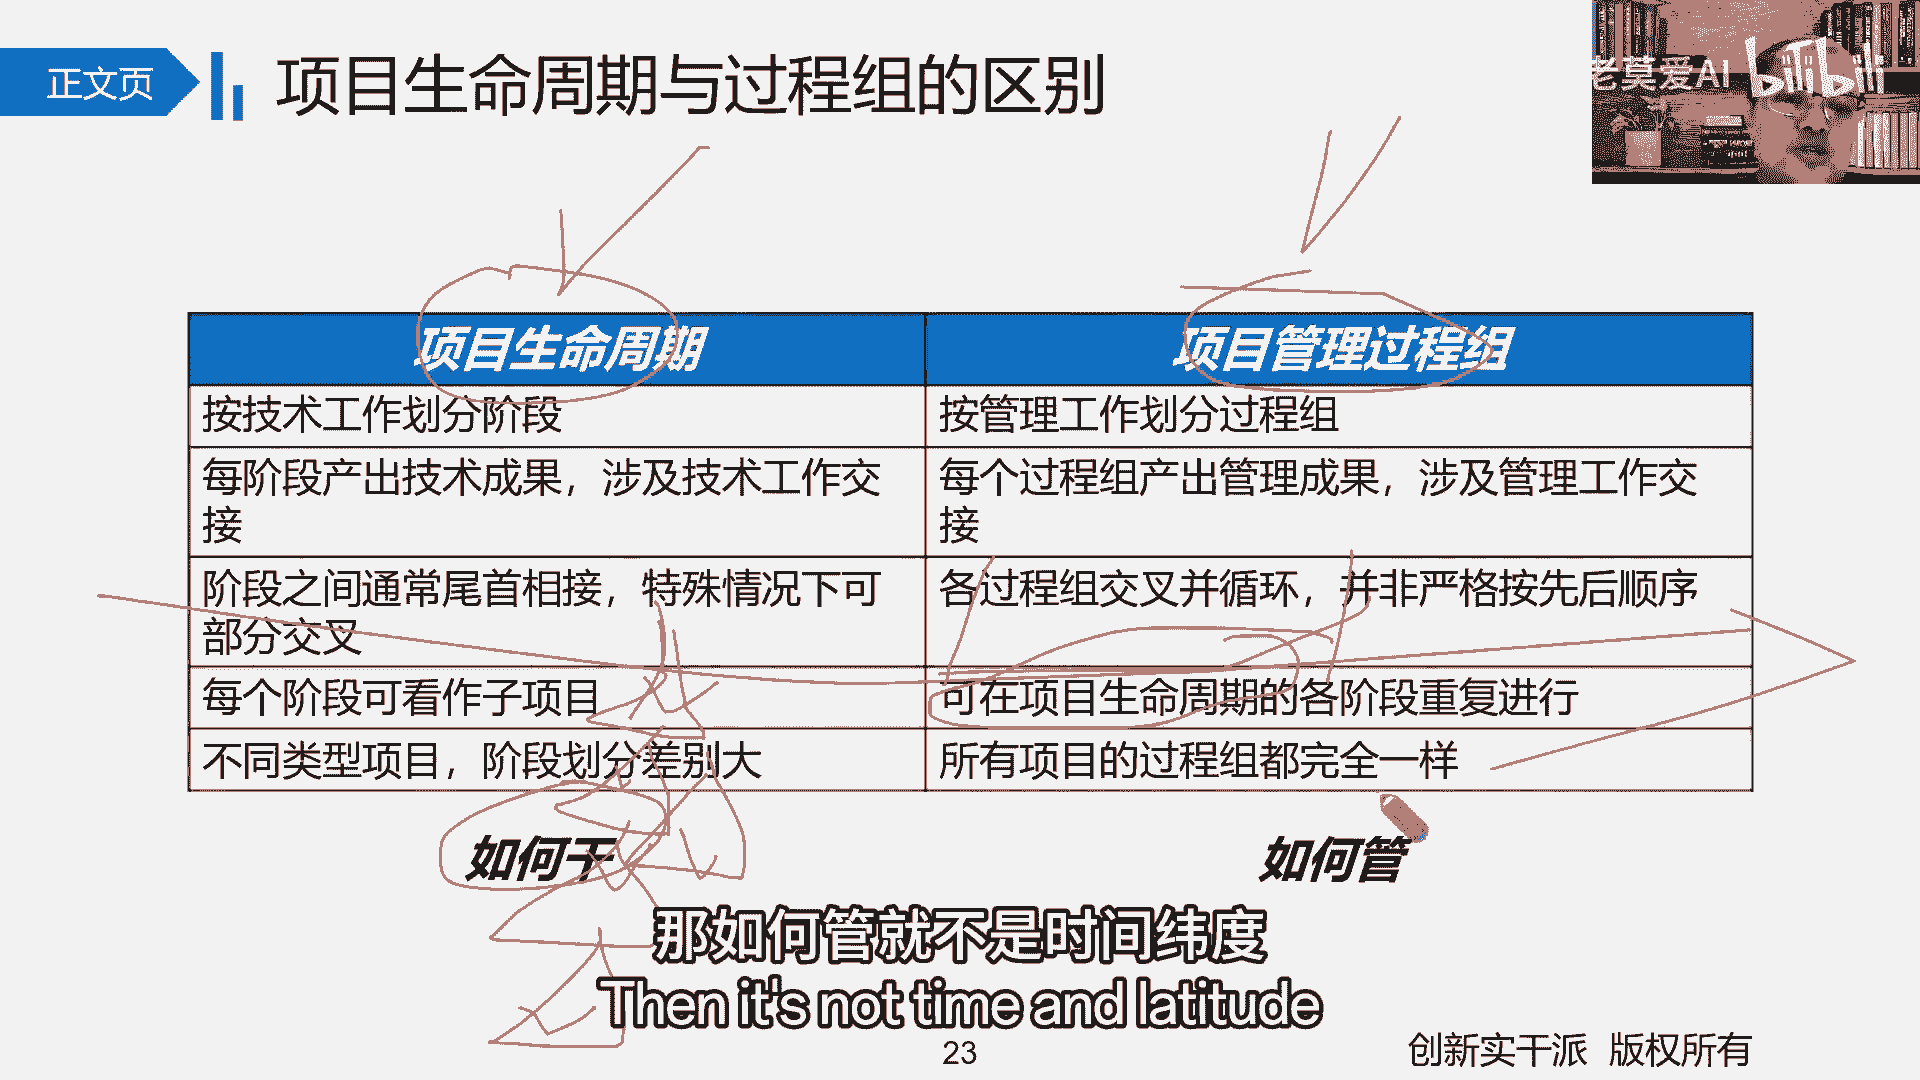 正文页
项目生命周期与过程组的区别
老莫爱AI
bilibili
项目生命周期
项目管理过程组
按技术工作划分阶段
按管理工作划分过程组
每阶段产出技术成果，涉及技术工作交
接
每个过程组产出管理成果，涉及管理工作交
接
阶段之间通常尾首相接，特殊情况下可
部分交叉
各过程组交叉并循环，并非严格按先后顺序
每个阶段可看作子项目
可在项目生命周期的各阶段重复进行
不同类型项目，阶段划分差别大
所有项目的过程组都完全一样
如何干
如何管
那如何管就不是时间纬度
Then it's not time and latitude
23
创新实干派 版权所有